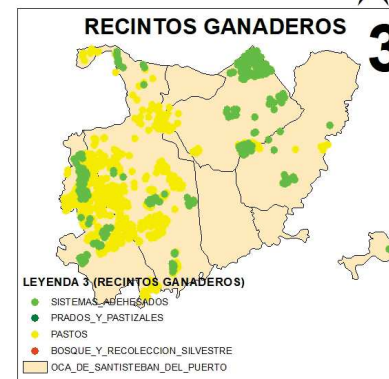 RECINTOS GANADEROS
3
LEYENDA 3 (RECINTOS GANADEROS)
SISTEMAS_ADEHESADOS
PRADOS_Y_PASTIZALES
PASTOS
BOSQUE_Y_RECOLECCION_SILVESTRE
OCA_DE_SANTISTEBAN_DEL_PUERTO